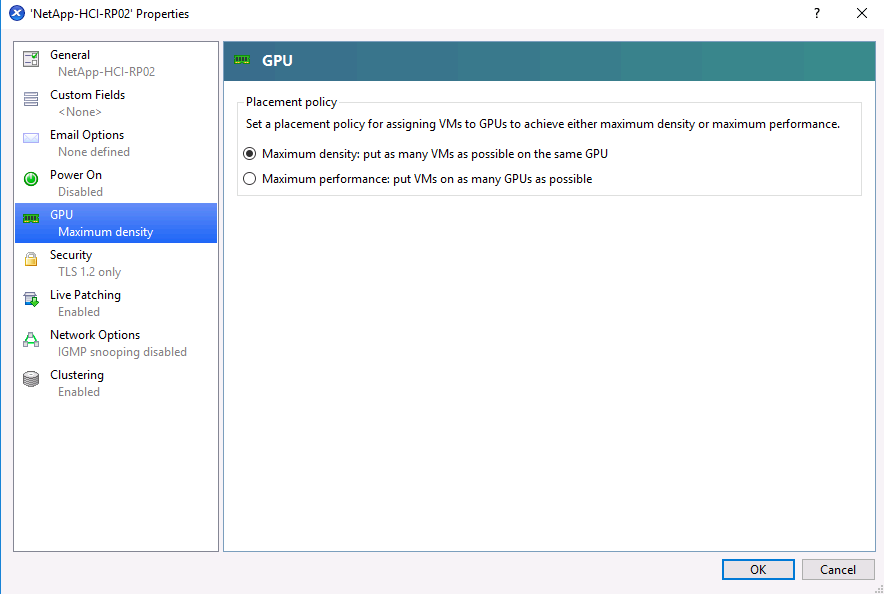 'NetApp-HCI-RP02' Properties
?
General
NetApp-HCI-RP02
Custom Fields
<None>
Email Options
None defined
Power On
Disabled
GPU
Maximum density
Security
TLS 1.2 only
Live Patching
Enabled
Network Options
IGMP snooping disabled
Clustering
Enabled
GPU
Placement policy
Set a placement policy for assigning VMs to GPUs to achieve either maximum density or maximum performance.
Maximum density: put as many VMs as possible on the same GPU
Maximum performance: put VMs on as many GPUs as possible
OK
Cancel